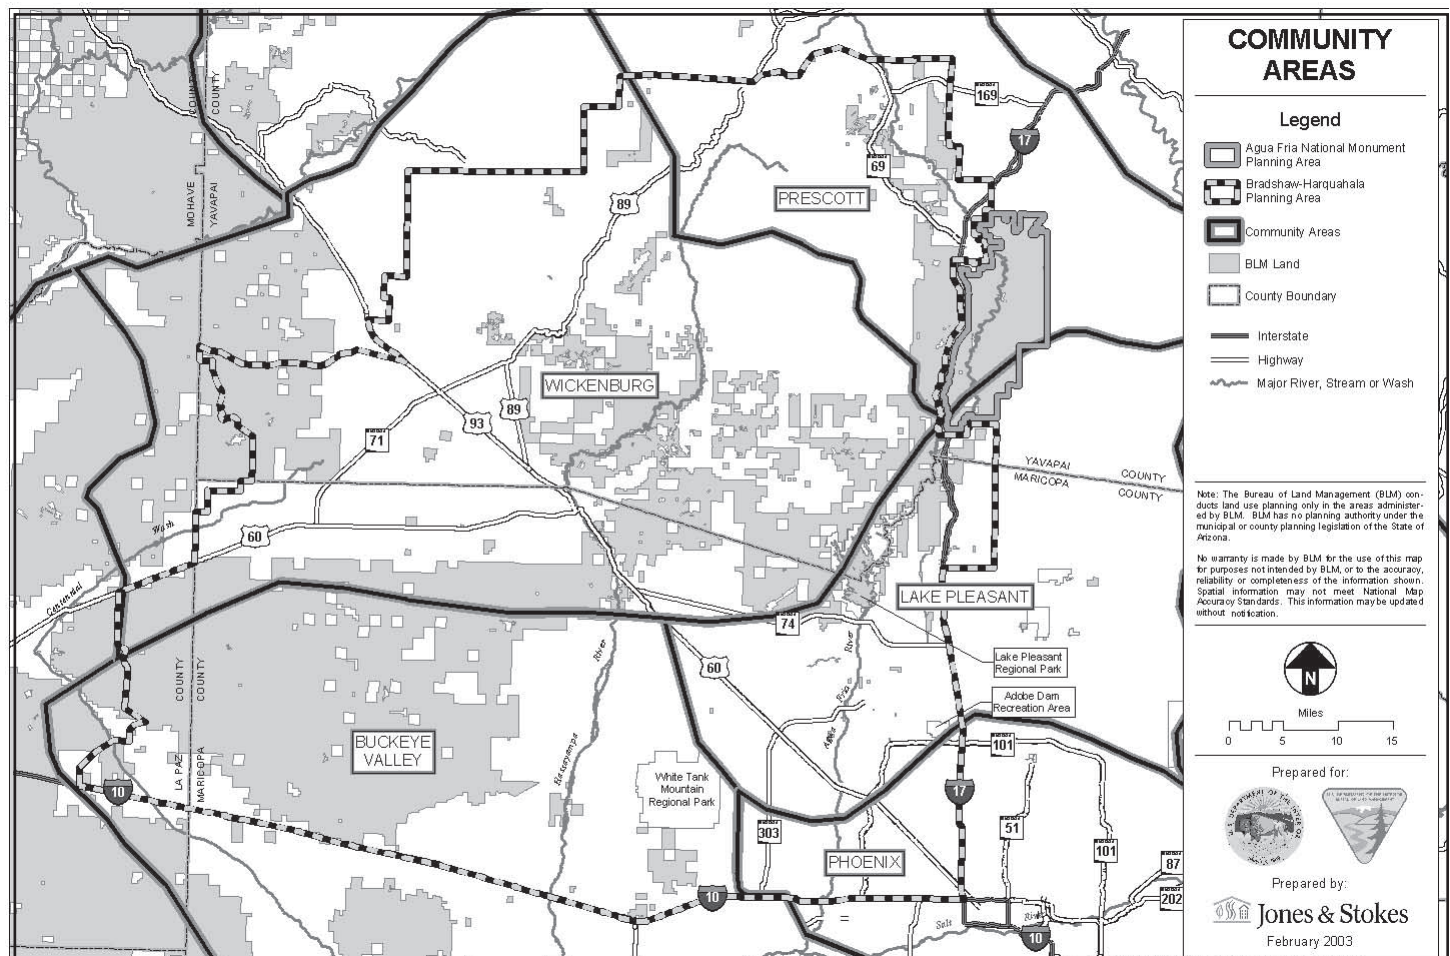 COMMUNITY
AREAS
Legend
Agua Fria National Monument
Planning Area
Bradshaw-Harquahala
Planning Area
Community Areas
BLM Land
County Boundary
Interstate
Highway
Major River, Stream or Wash
Note: The Bureau of Land Management (BLM) con-
ducts land use planning only in the areas administer-
ed by BLM. BLM has no planning authority under the
municipal or county planning legislation of the State of
Arizona.
No warranty is made by BLM for the use of this map
for purposes not intended by BLM, or to the accuracy,
reliability or completeness of the information shown.
Spatial information may not meet National Map
Accuracy Standards. This information may be updated
without notification.
N
Miles
0 5 10 15
Prepared for:
Prepared by:
Jones & Stokes
February 2003
COUNTY
COUNTY
MOHAVE
YAVAPAI
169
17
69
PRESCOTT
89
WICKENBURG
89
93
71
YAVAPAI COUNTY
MARICOPA COUNTY
Wash
60
Centennial
LAKE PLEASANT
74
COUNTY
COUNTY
River
60
River
Lake Pleasant
Regional Park
Adobe Dam
Recreation Area
Fria
Agua
101
BUCKEYE
VALLEY
LA PAZ
MARICOPA
Hassayampa
White Tank
Mountain
Regional Park
10
17
303
51
101
PHOENIX
87
202
10
Salt River
10